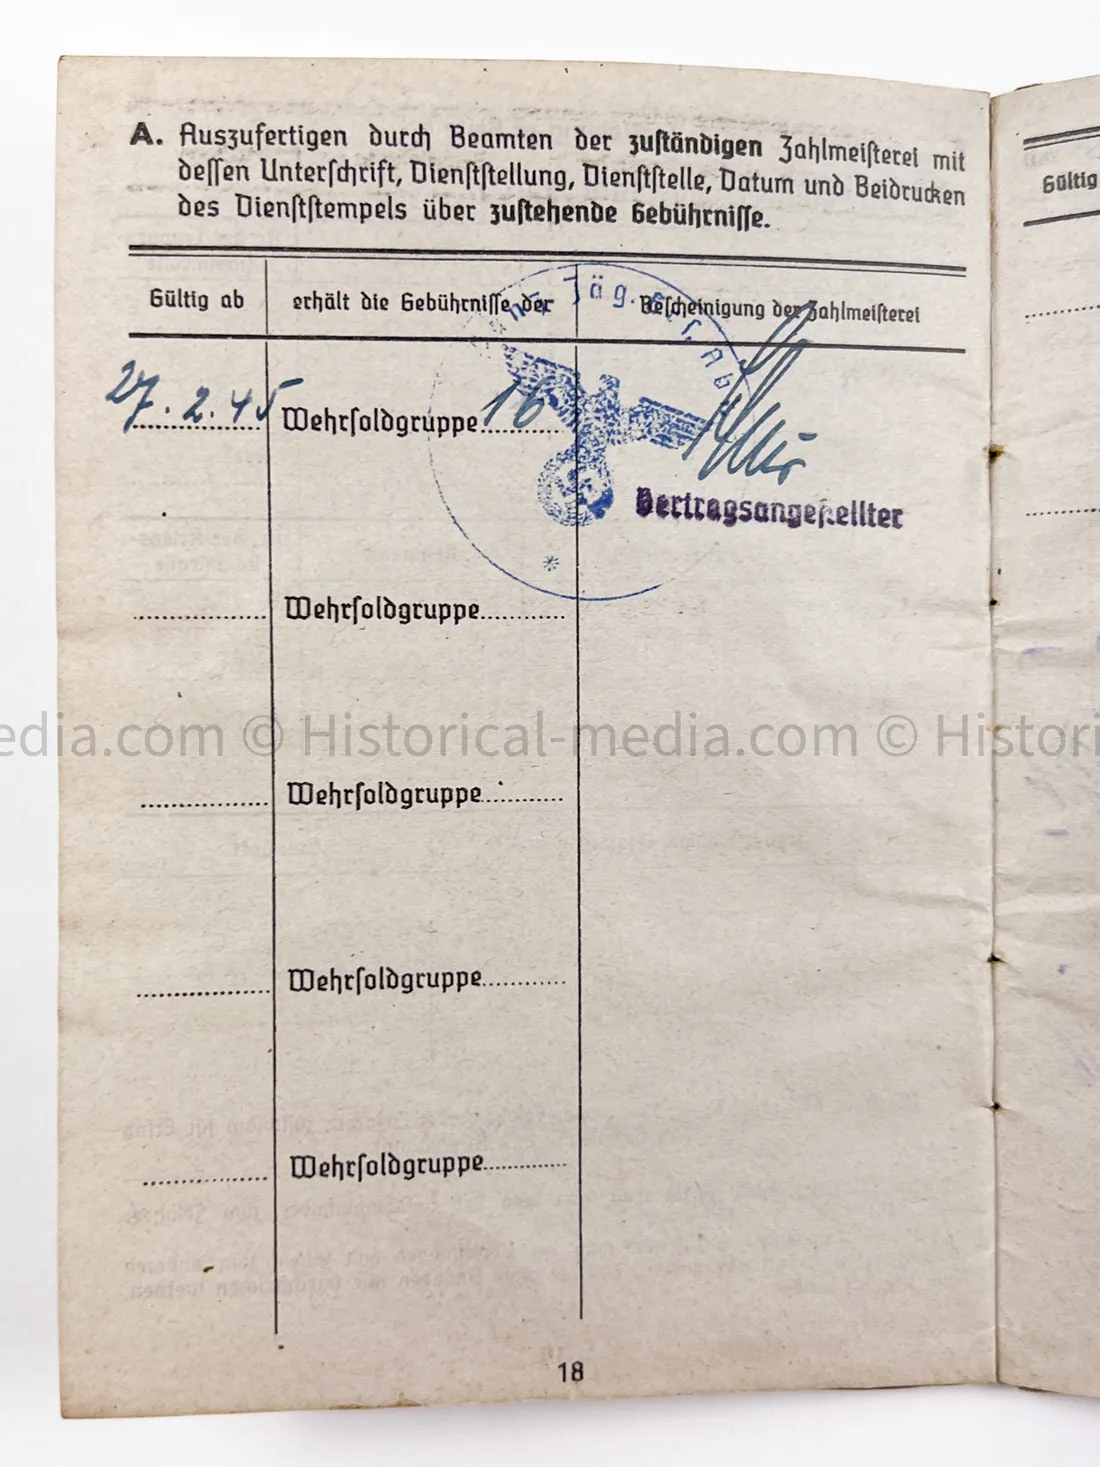 A. Auszufertigen durch Beamten der zuständigen Zahlmeisterei mit
dessen Unterschrift, Dienststellung, Dienststelle, Datum und Beidrucken
des Dienststempels über zustehende Gebührnisse.
Gültig ab
erhält die Gebührnisse der
Bescheinigung der Zahlmeisterei
Jäg.
27.2.45 Wehrsoldgruppe 16
Vertragsangestellter
*
Wehrsoldgruppe
edia.com © Historical-media.com © Histori
Wehrsoldgruppe
Wehrsoldgruppe
Wehrsoldgruppe
18
Gültig